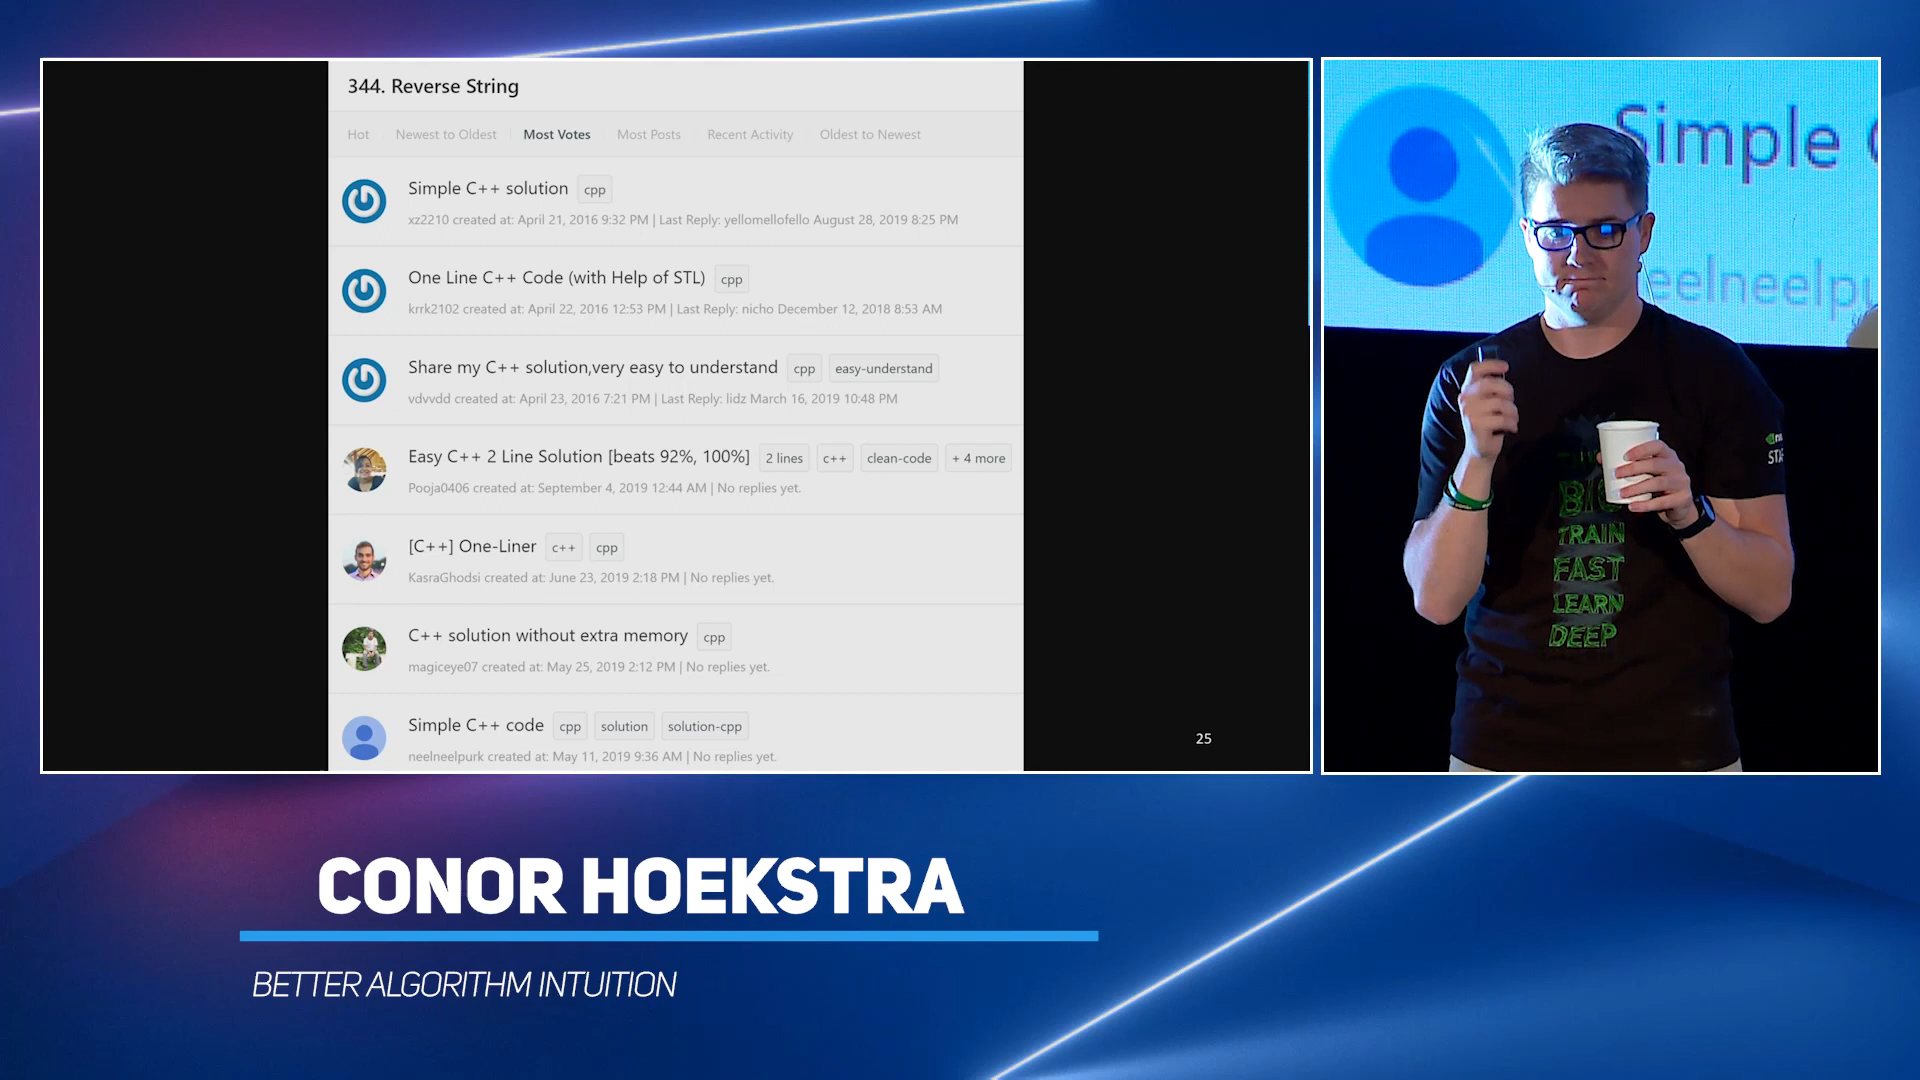 344. Reverse String
Hot Newest to Oldest Most Votes Most Posts Recent Activity Oldest to Newest
Simple C++ solution cpp
xz2210 created at: April 21, 2016 9:32 PM | Last Reply: yellomellofello August 28, 2019 8:25 PM
One Line C++ Code (with Help of STL) cpp
krrk2102 created at: April 22, 2016 12:53 PM | Last Reply: nicho December 12, 2018 8:53 AM
Share my C++ solution,very easy to understand cpp easy-understand
vdvvdd created at: April 23, 2016 7:21 PM | Last Reply: lidz March 16, 2019 10:48 PM
Easy C++ 2 Line Solution [beats 92%, 100%] 2 lines c++ clean-code + 4 more
Pooja0406 created at: September 4, 2019 12:44 AM | No replies yet.
[C++] One-Liner c++ cpp
KasraGhodsi created at: June 23, 2019 2:18 PM | No replies yet.
C++ solution without extra memory cpp
magiceye07 created at: May 25, 2019 2:12 PM | No replies yet.
Simple C++ code cpp solution solution-cpp
neelneelpurk created at: May 11, 2019 9:36 AM | No replies yet.
25
Simple
BIG
TRAIN
FAST
LEARN
DEEP
CONOR HOEKSTRA
BETTER ALGORITHM INTUITION